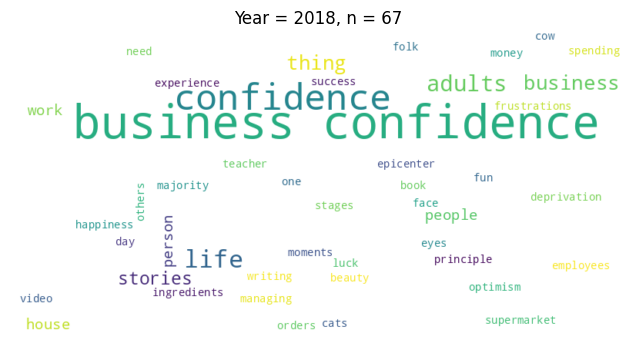 Year = 2018, n = 67
cow
folk
need
money
spending
thing
experience
success
adults
business
confidence
frustrations
work
business confidence
teacher
epicenter
one
fun
majority
book
deprivation
others
stages
face
people
happiness
person
day
eyes
life
moments
principle
luck
employees
stories
writing
beauty
ingredients
optimism
video
managing
house
orders
cats
supermarket